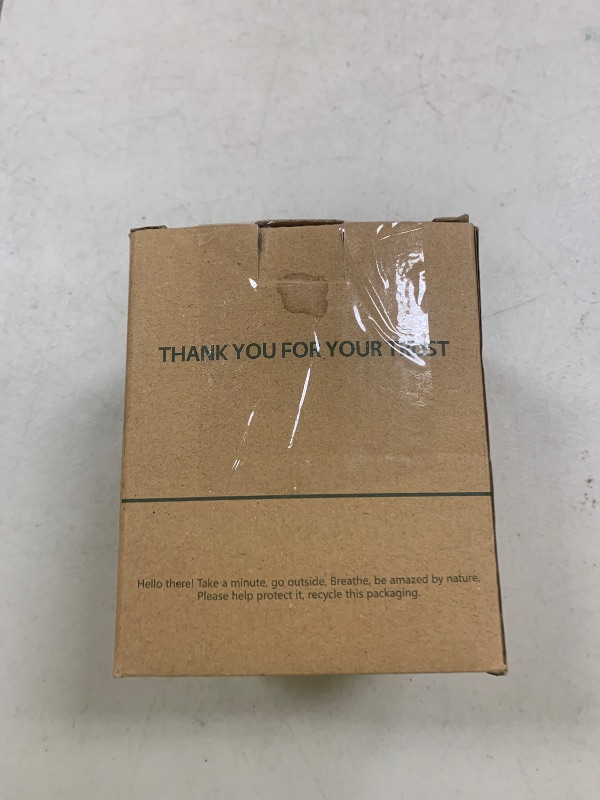 THANK YOU FOR YOUR TRUST
Hello there! Take a minute, go outside. Breathe, be amazed by nature.
Please help protect it, recycle this packaging.